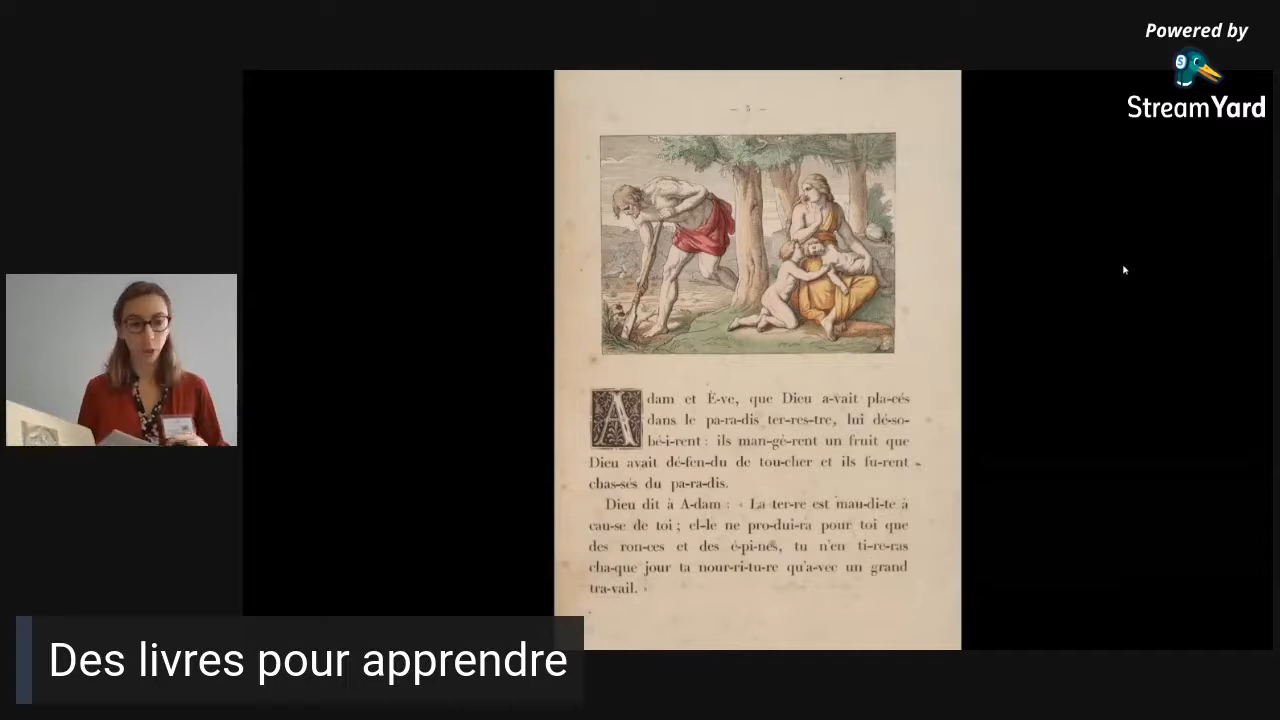 Powered by
StreamYard
— 5 —
Adam et È-ve, que Dieu a-vait pla-cés
dans le pa-ra-dis ter-res-tre, lui dé-so-
bé-i-rent : ils man-gè-rent un fruit que
Dieu avait dé-fen-du de tou-cher et ils fu-rent
chas-sés du pa-ra-dis.
Dieu dit à A-dam : « La ter-re est mau-di-te à
cau-se de toi ; el-le ne pro-dui-ra pour toi que
des ron-ces et des é-pi-nes, tu n'en ti-re-ras
cha-que jour ta nour-ri-tu-re qu'a-vec un grand
tra-vail. »
Des livres pour apprendre